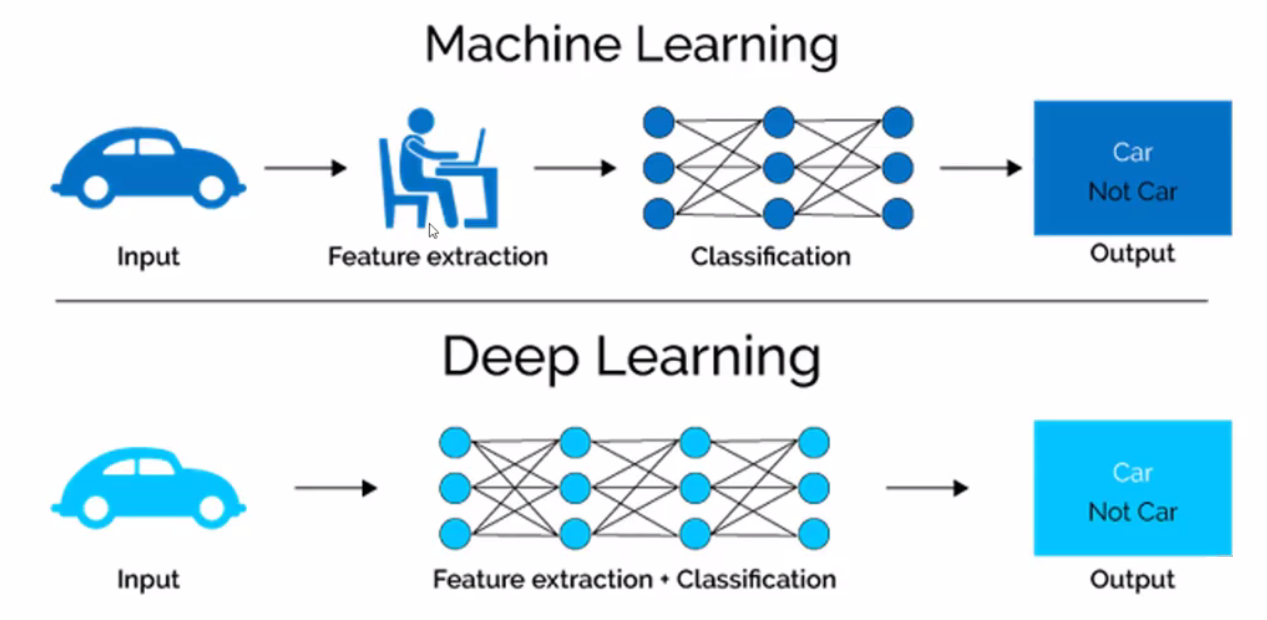 Machine Learning
Car
Not Car
Input
Feature extraction
Classification
Output
Deep Learning
Car
Not Car
Input
Feature extraction + Classification
Output